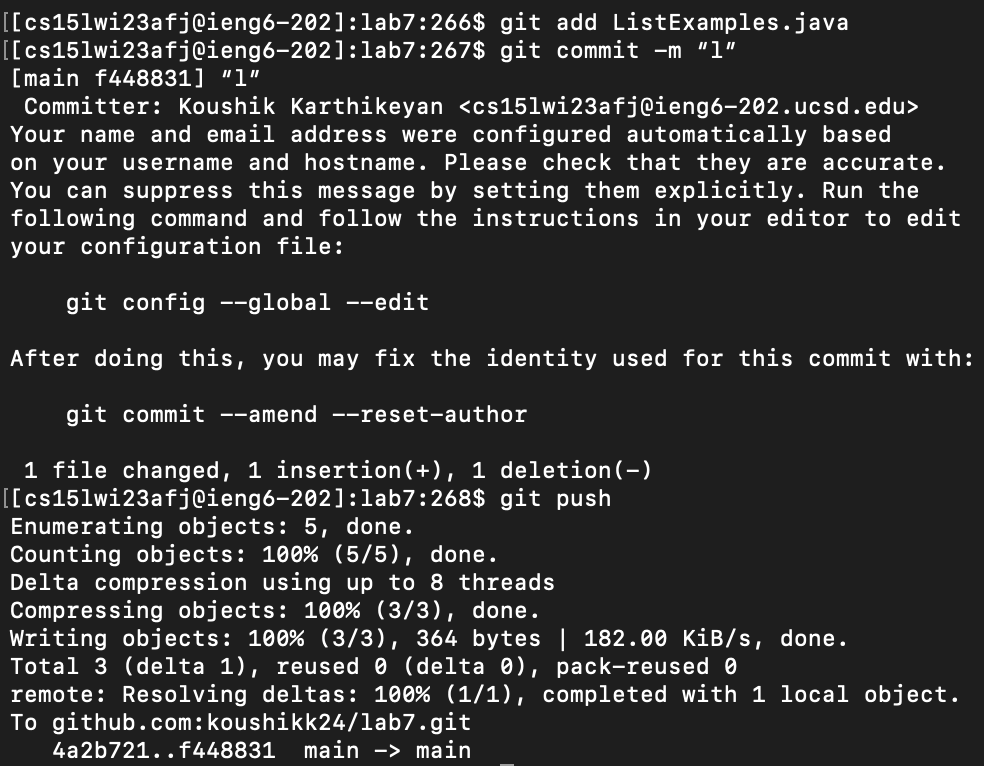 [[cs15lwi23afj@ieng6-202]:lab7:266$ git add ListExamples.java
[[cs15lwi23afj@ieng6-202]:lab7:267$ git commit -m “l”
[main f448831] “l”
 Committer: Koushik Karthikeyan <cs15lwi23afj@ieng6-202.ucsd.edu>
Your name and email address were configured automatically based
on your username and hostname. Please check that they are accurate.
You can suppress this message by setting them explicitly. Run the
following command and follow the instructions in your editor to edit
your configuration file:

    git config --global --edit

After doing this, you may fix the identity used for this commit with:

    git commit --amend --reset-author

 1 file changed, 1 insertion(+), 1 deletion(-)
[[cs15lwi23afj@ieng6-202]:lab7:268$ git push
Enumerating objects: 5, done.
Counting objects: 100% (5/5), done.
Delta compression using up to 8 threads
Compressing objects: 100% (3/3), done.
Writing objects: 100% (3/3), 364 bytes | 182.00 KiB/s, done.
Total 3 (delta 1), reused 0 (delta 0), pack-reused 0
remote: Resolving deltas: 100% (1/1), completed with 1 local object.
To github.com:koushikk24/lab7.git
   4a2b721..f448831  main -> main